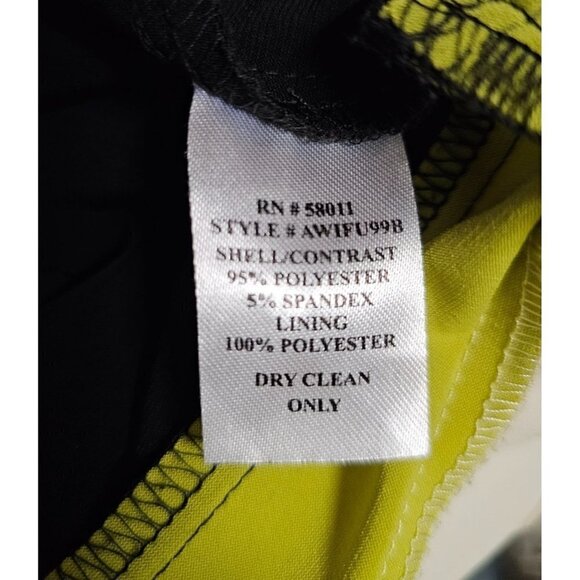 RN # 58011
STYLE # AWIFU99B
SHELL/CONTRAST
95% POLYESTER
5% SPANDEX
LINING
100% POLYESTER
DRY CLEAN
ONLY